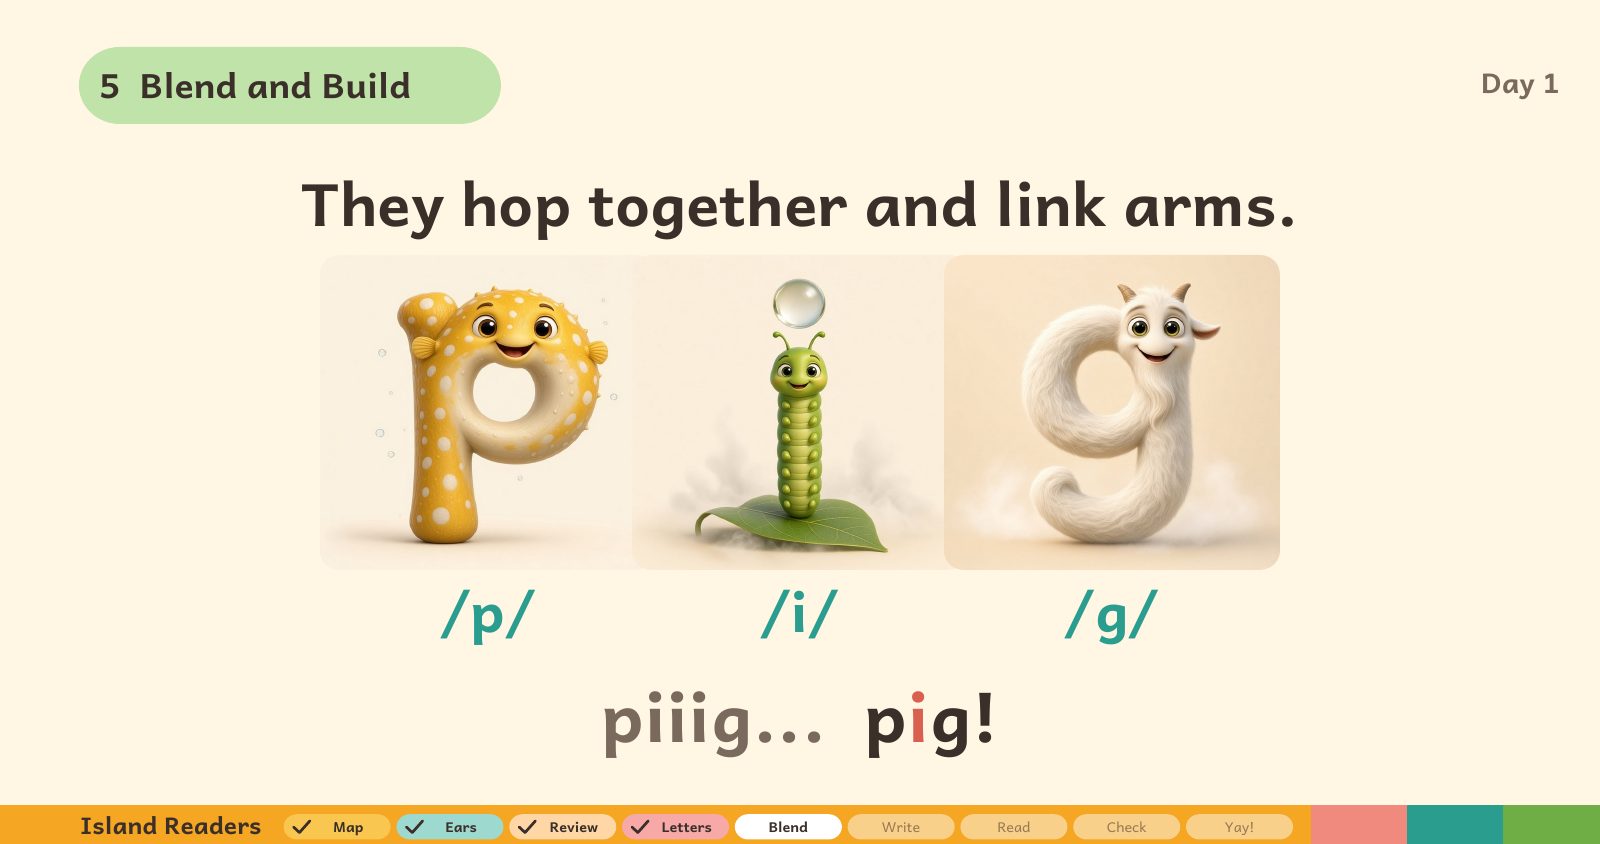 5 Blend and Build
Day 1
They hop together and link arms.
/p/ /i/ /g/
piiig... pig!
Island Readers Map Ears Review Letters Blend Write Read Check Yay!